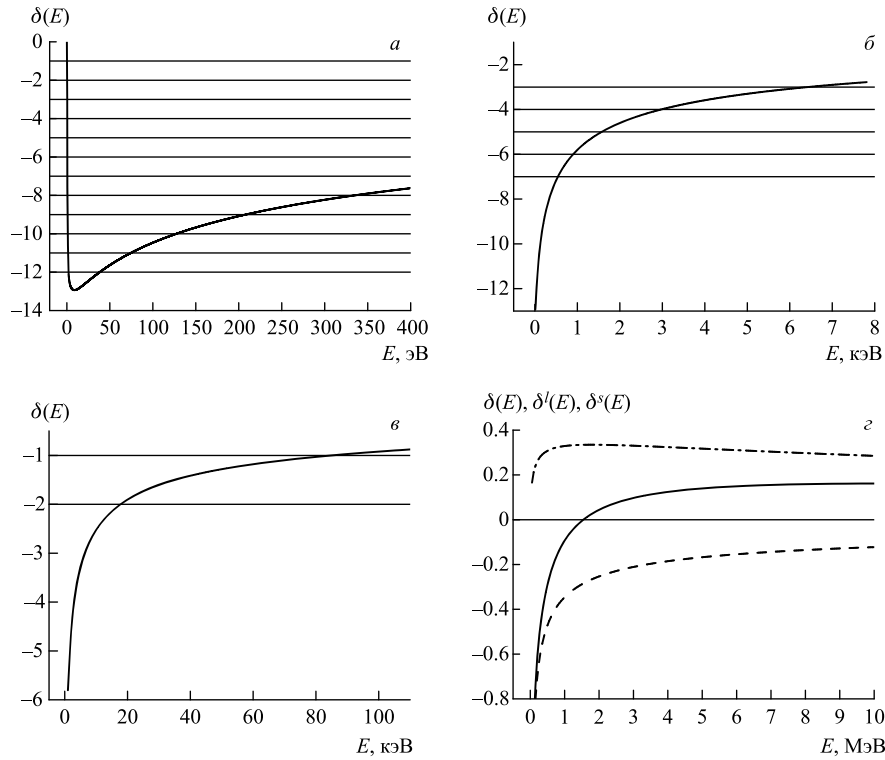 δ(E)
а
0
–2
–4
–6
–8
–10
–12
–14
0 50 100 150 200 250 300 350 400
E, эВ
δ(E)
б
–2
–4
–6
–8
–10
–12
0 1 2 3 4 5 6 7 8
E, кэВ
δ(E)
в
–1
–2
–3
–4
–5
–6
0 20 40 60 80 100
E, кэВ
δ(E), δˡ(E), δˢ(E)
г
0.4
0.2
0
–0.2
–0.4
–0.6
–0.8
0 1 2 3 4 5 6 7 8 9 10
E, МэВ